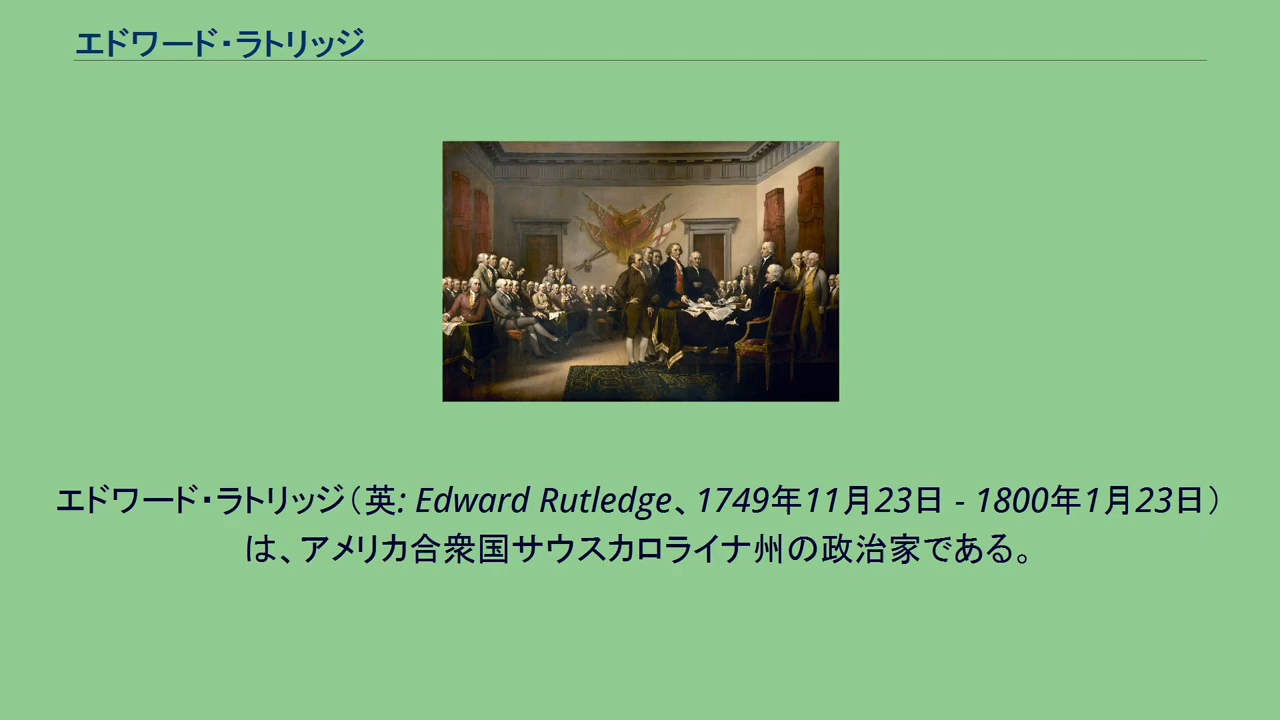 エドワード・ラトリッジ
エドワード・ラトリッジ（英: Edward Rutledge、1749年11月23日 - 1800年1月23日）
は、アメリカ合衆国サウスカロライナ州の政治家である。